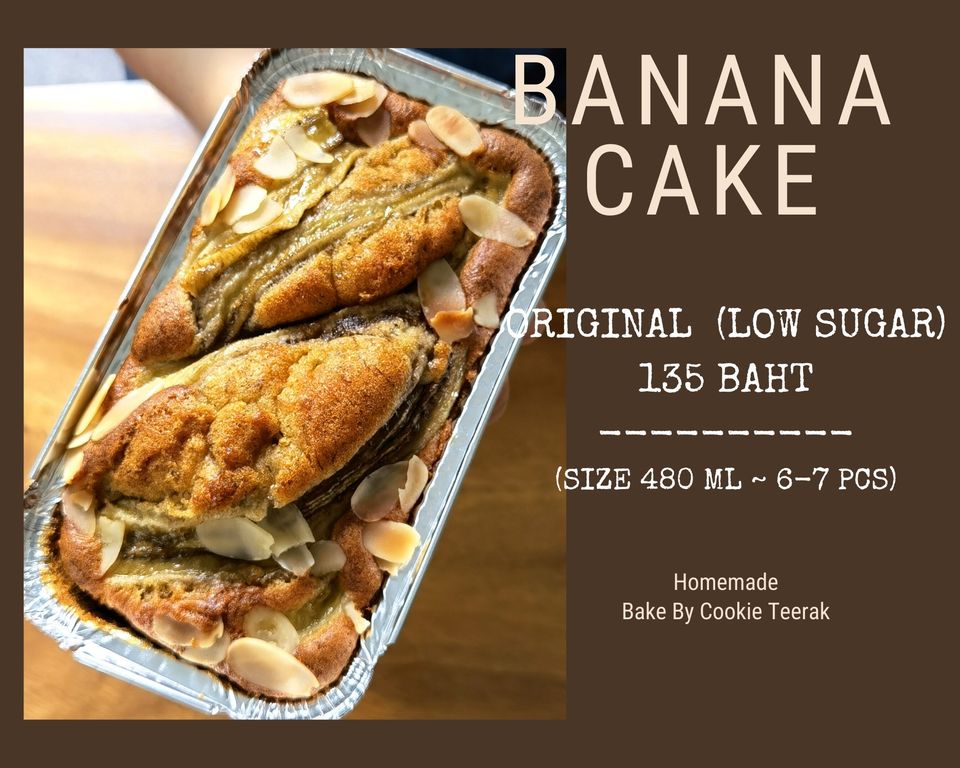 BANANA
CAKE
ORIGINAL (LOW SUGAR)
135 BAHT
----------
(SIZE 480 ML ~ 6-7 PCS)
Homemade
Bake By Cookie Teerak